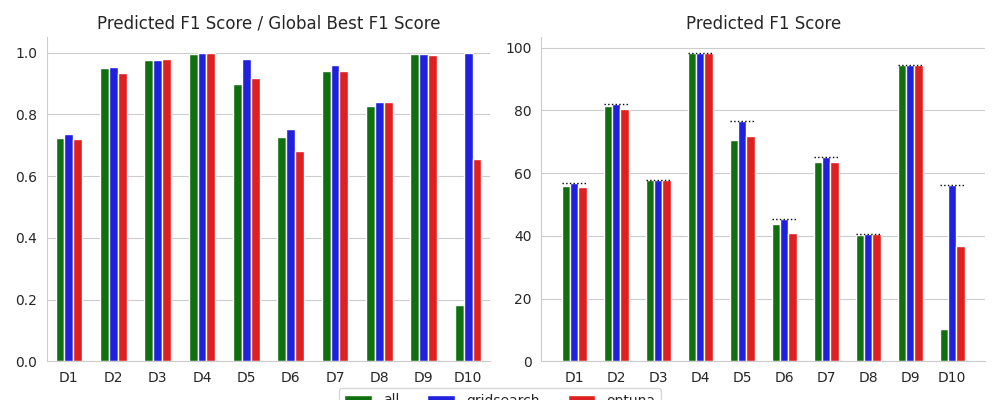 Predicted F1 Score / Global Best F1 Score
1.0
0.8
0.6
0.4
0.2
0.0
D1 D2 D3 D4 D5 D6 D7 D8 D9 D10
Predicted F1 Score
100
80
60
40
20
0
D1 D2 D3 D4 D5 D6 D7 D8 D9 D10
all gridsearch optuna